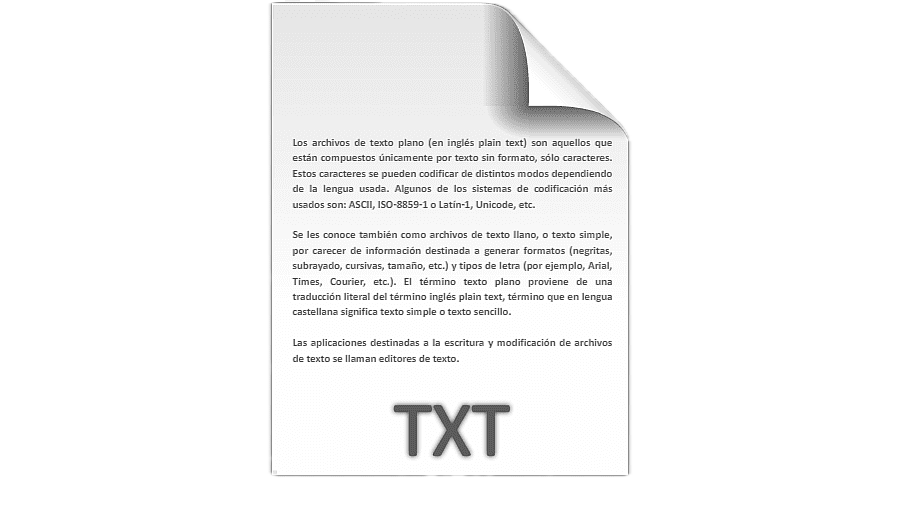 Los archivos de texto plano (en inglés plain text) son aquellos que
están compuestos únicamente por texto sin formato, sólo caracteres.
Estos caracteres se pueden codificar de distintos modos dependiendo
de la lengua usada. Algunos de los sistemas de codificación más
usados son: ASCII, ISO-8859-1 o Latín-1, Unicode, etc.
Se les conoce también como archivos de texto llano, o texto simple,
por carecer de información destinada a generar formatos (negritas,
subrayado, cursivas, tamaño, etc.) y tipos de letra (por ejemplo, Arial,
Times, Courier, etc.). El término texto plano proviene de una
traducción literal del término inglés plain text, término que en lengua
castellana significa texto simple o texto sencillo.
Las aplicaciones destinadas a la escritura y modificación de archivos
de texto se llaman editores de texto.
TXT